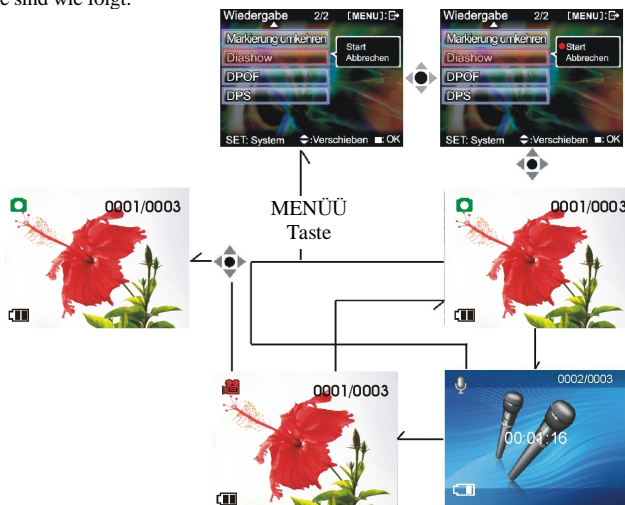 e sind wie folgt:
Wiedergabe 2/2 [MENU]:
Markierung umkehren
Diashow
DPOF
DPS
Start
Abbrechen
SET: System :Verschieben :OK
Wiedergabe 2/2 [MENU]:
Markierung umkehren
Diashow
DPOF
DPS
Start
Abbrechen
SET: System :Verschieben :OK
0001/0003
MENÜÜ
Taste
0001/0003
0001/0003
0002/0003
00:01:16